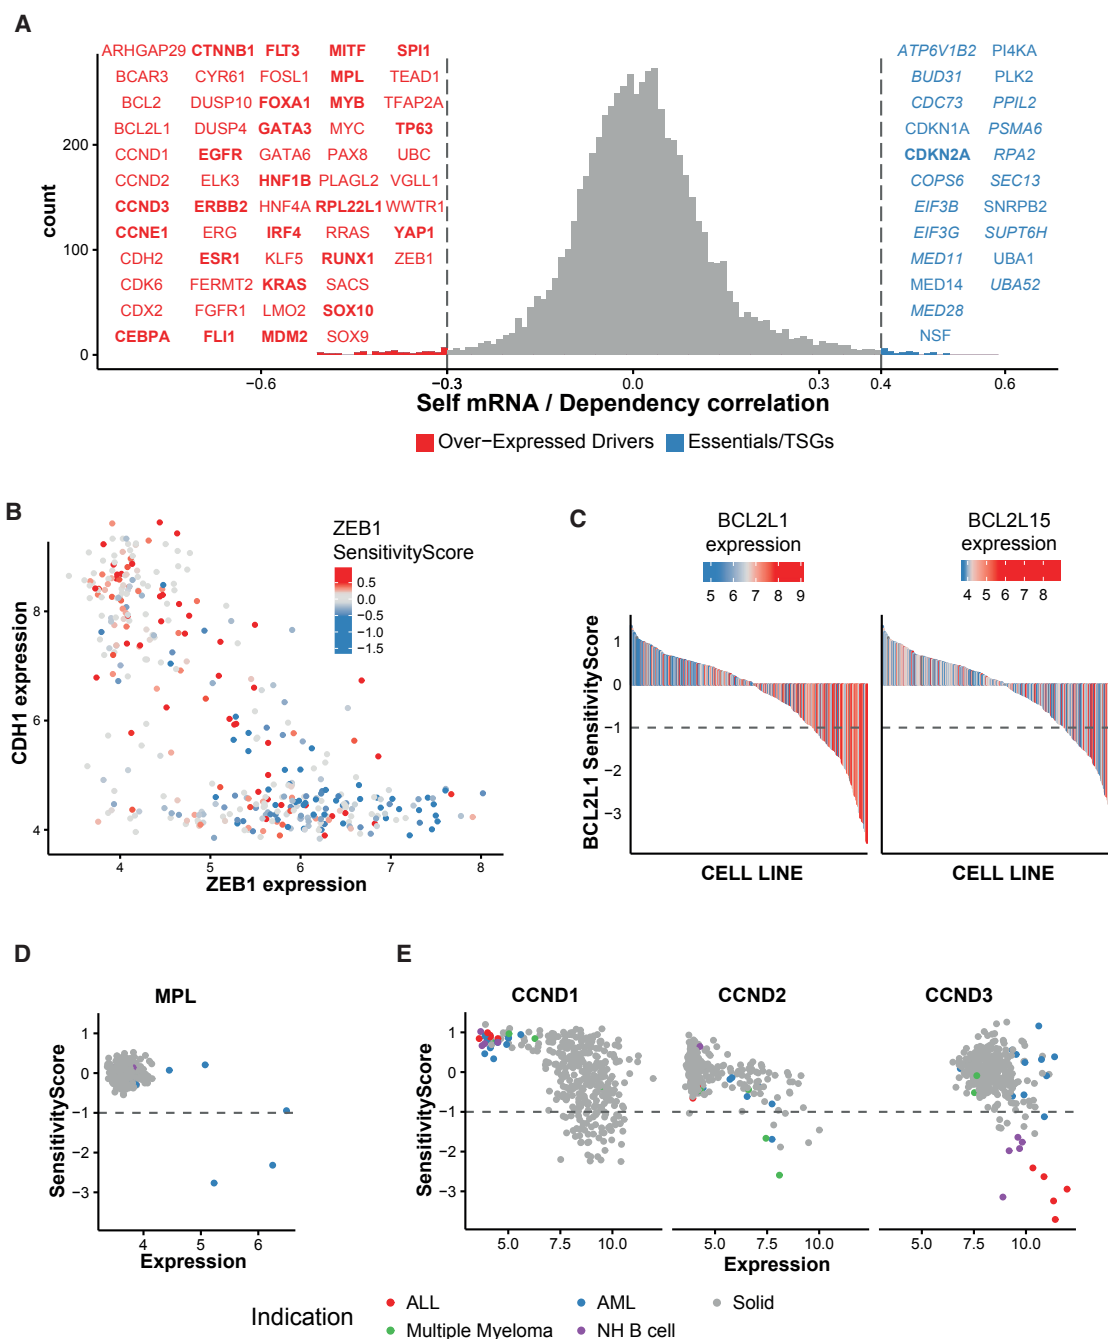 A
ARHGAP29 CTNNB1 FLT3 MITF SPI1 ATP6V1B2 PI4KA
BCAR3 CYR61 FOSL1 MPL TEAD1 BUD31 PLK2
BCL2 DUSP10 FOXA1 MYB TFAP2A CDC73 PPIL2
BCL2L1 DUSP4 GATA3 MYC TP63 CDKN1A PSMA6
CCND1 EGFR GATA6 PAX8 UBC CDKN2A RPA2
CCND2 ELK3 HNF1B PLAGL2 VGLL1 COPS6 SEC13
CCND3 ERBB2 HNF4A RPL22L1 WWTR1 EIF3B SNRPB2
CCNE1 ERG IRF4 RRAS YAP1 EIF3G SUPT6H
CDH2 ESR1 KLF5 RUNX1 ZEB1 MED11 UBA1
CDK6 FERMT2 KRAS SACS MED14 UBA52
CDX2 FGFR1 LMO2 SOX10 MED28
CEBPA FLI1 MDM2 SOX9 NSF
count
200
100
0
−0.6 −0.3 0.0 0.3 0.4 0.6
Self mRNA / Dependency correlation
Over−Expressed Drivers Essentials/TSGs
B
ZEB1
SensitivityScore
0.5
0.0
−0.5
−1.0
−1.5
CDH1 expression
8
6
4
4 5 6 7 8
ZEB1 expression
C
BCL2L1
expression
5 6 7 8 9
BCL2L15
expression
4 5 6 7 8
BCL2L1 SensitivityScore
1
0
−1
−2
−3
CELL LINE CELL LINE
D
MPL
SensitivityScore
1
0
−1
−2
−3
4 5 6
Expression
E
CCND1 CCND2 CCND3
SensitivityScore
1
0
−1
−2
−3
5.0 7.5 10.0 5.0 7.5 10.0 5.0 7.5 10.0
Expression
Indication
ALL AML Solid
Multiple Myeloma NH B cell